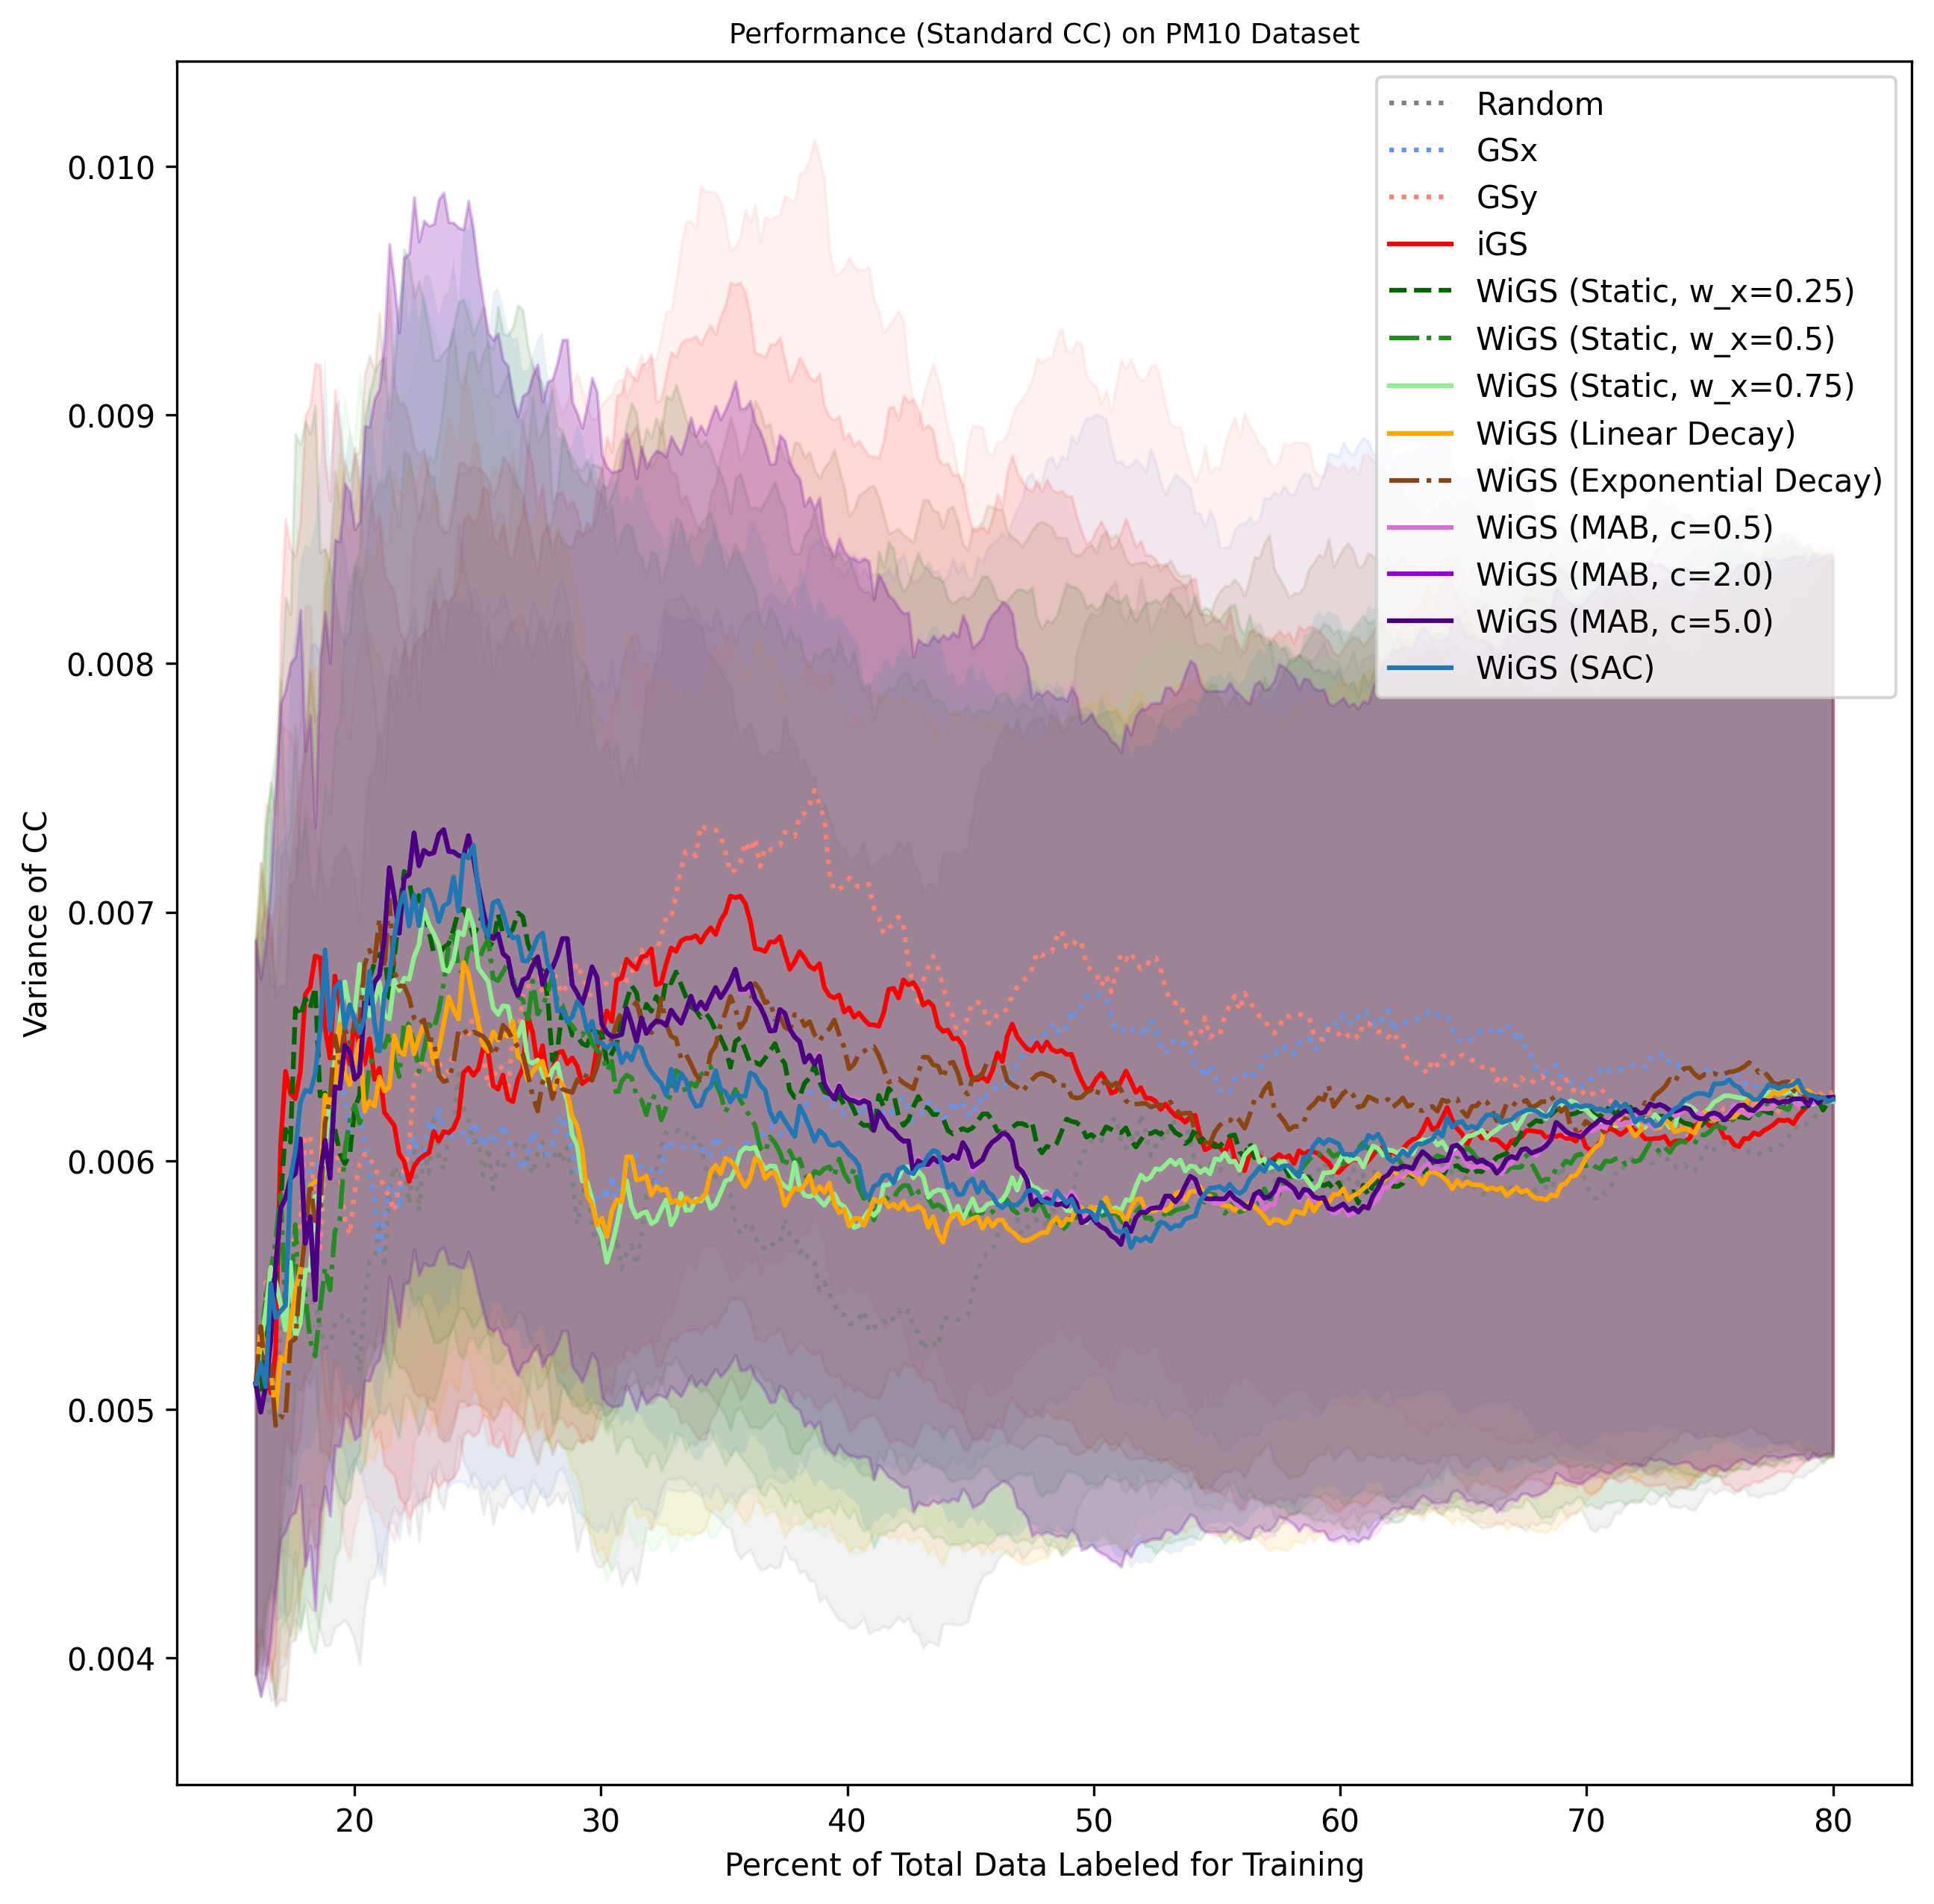 Performance (Standard CC) on PM10 Dataset
Variance of CC
0.010
0.009
0.008
0.007
0.006
0.005
0.004
20 30 40 50 60 70 80
Percent of Total Data Labeled for Training
Random
GSx
GSy
iGS
WiGS (Static, w_x=0.25)
WiGS (Static, w_x=0.5)
WiGS (Static, w_x=0.75)
WiGS (Linear Decay)
WiGS (Exponential Decay)
WiGS (MAB, c=0.5)
WiGS (MAB, c=2.0)
WiGS (MAB, c=5.0)
WiGS (SAC)